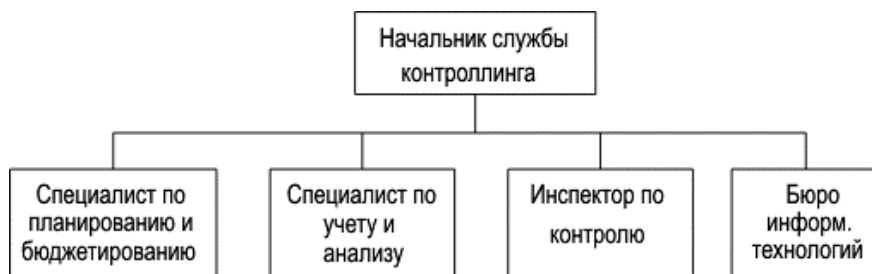 Начальник службы
контроллинга
Специалист по
планированию и
бюджетированию
Специалист по
учету и
анализу
Инспектор по
контролю
Бюро
информ.
технологий